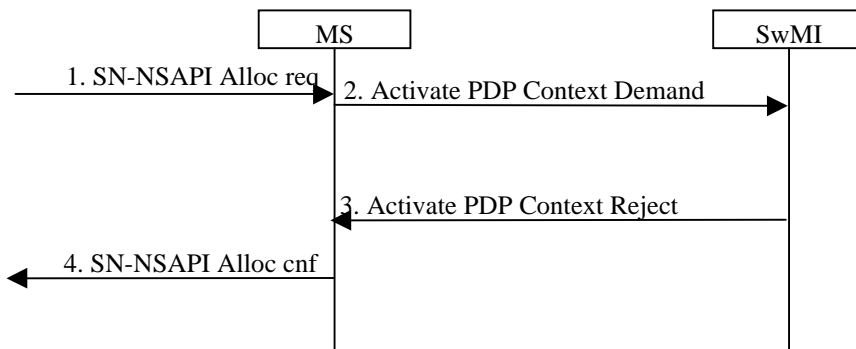 MS
SwMI
1. SN-NSAPI Alloc req
2. Activate PDP Context Demand
3. Activate PDP Context Reject
4. SN-NSAPI Alloc cnf